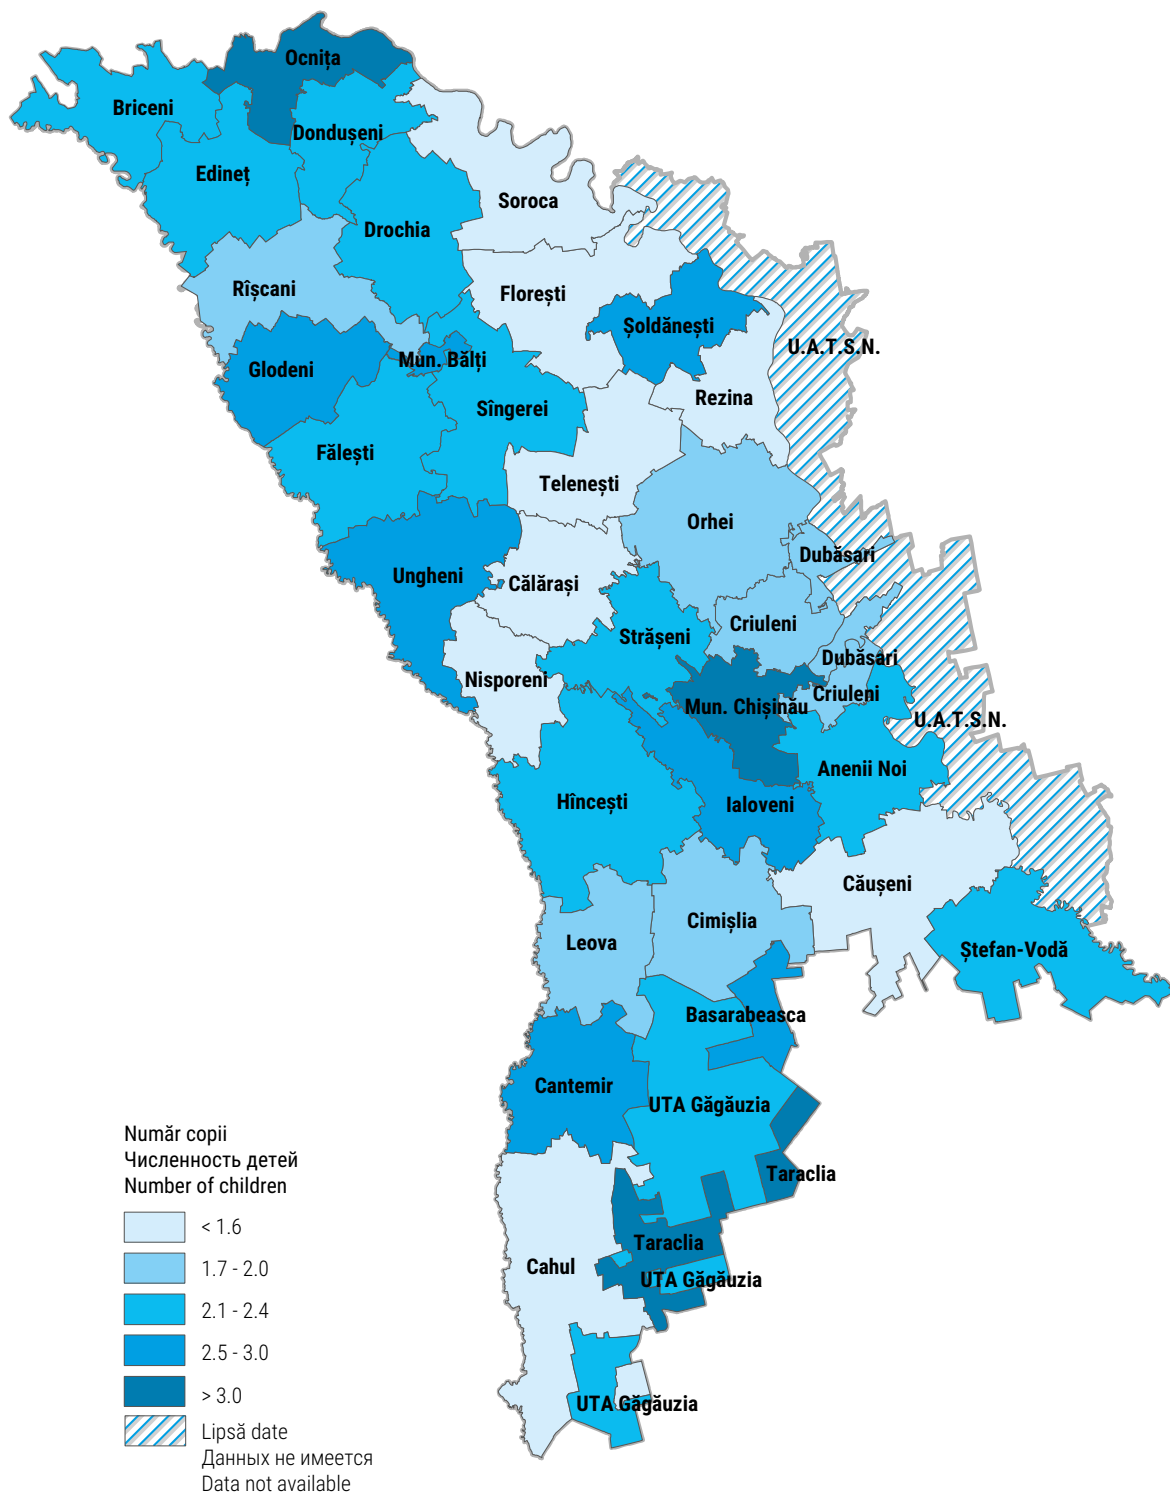 Ocnița
Briceni
Dondușeni
Edineț
Soroca
Drochia
Rîșcani
Florești
Șoldănești
U.A.T.S.N.
Mun. Bălți
Glodeni
Rezina
Sîngerei
Fălești
Telenești
Orhei
Dubăsari
Ungheni
Călărași
Criuleni
Strășeni
Dubăsari
Nisporeni
Criuleni
Mun. Chișinău
U.A.T.S.N.
Anenii Noi
Hîncești
Ialoveni
Căușeni
Cimișlia
Leova
Ștefan-Vodă
Basarabeasca
Cantemir
UTA Găgăuzia
Taraclia
Taraclia
Cahul
UTA Găgăuzia
UTA Găgăuzia
Număr copii
Численность детей
Number of children
< 1.6
1.7 - 2.0
2.1 - 2.4
2.5 - 3.0
> 3.0
Lipsă date
Данных не имеется
Data not available